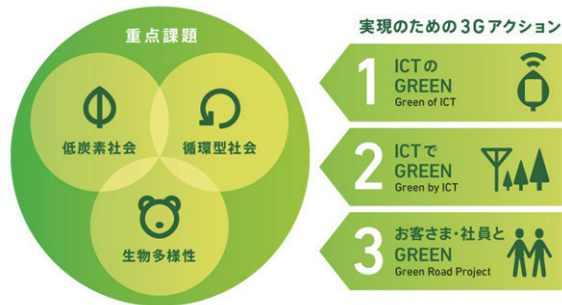 重点課題
低炭素社会
循環型社会
生物多様性
実現のための3Gアクション
1
ICTの
GREEN
Green of ICT
2
ICTで
GREEN
Green by ICT
3
お客さま・社員と
GREEN
Green Road Project